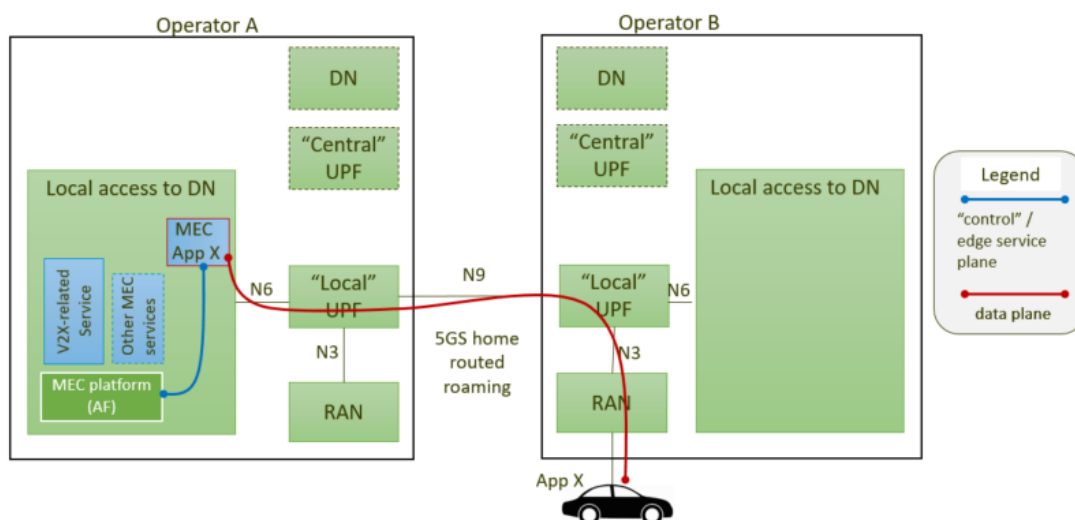 Operator A
DN
“Central”
UPF
Local access to DN
MEC
App X
V2X-related
Service
Other MEC
services
MEC platform
(AF)
N6
“Local”
UPF
N3
RAN
N9
5GS home
routed
roaming
Operator B
DN
“Central”
UPF
“Local”
UPF
N6
N3
RAN
Local access to DN
App X
Legend
“control” /
edge service
plane
data plane